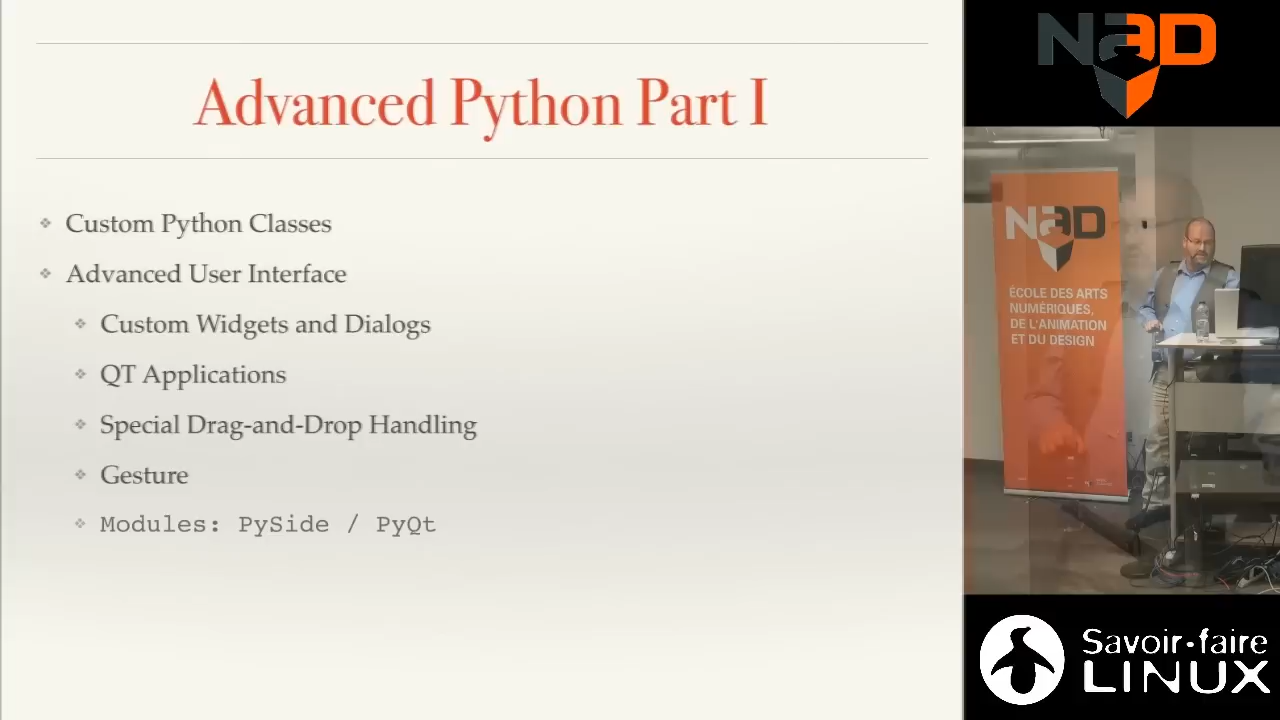 Advanced Python Part I
Custom Python Classes
Advanced User Interface
Custom Widgets and Dialogs
QT Applications
Special Drag-and-Drop Handling
Gesture
Modules: PySide / PyQt
NAD
NAD
ÉCOLE DES ARTS
NUMÉRIQUES,
DE L'ANIMATION
ET DU DESIGN
Savoir-faire
LINUX